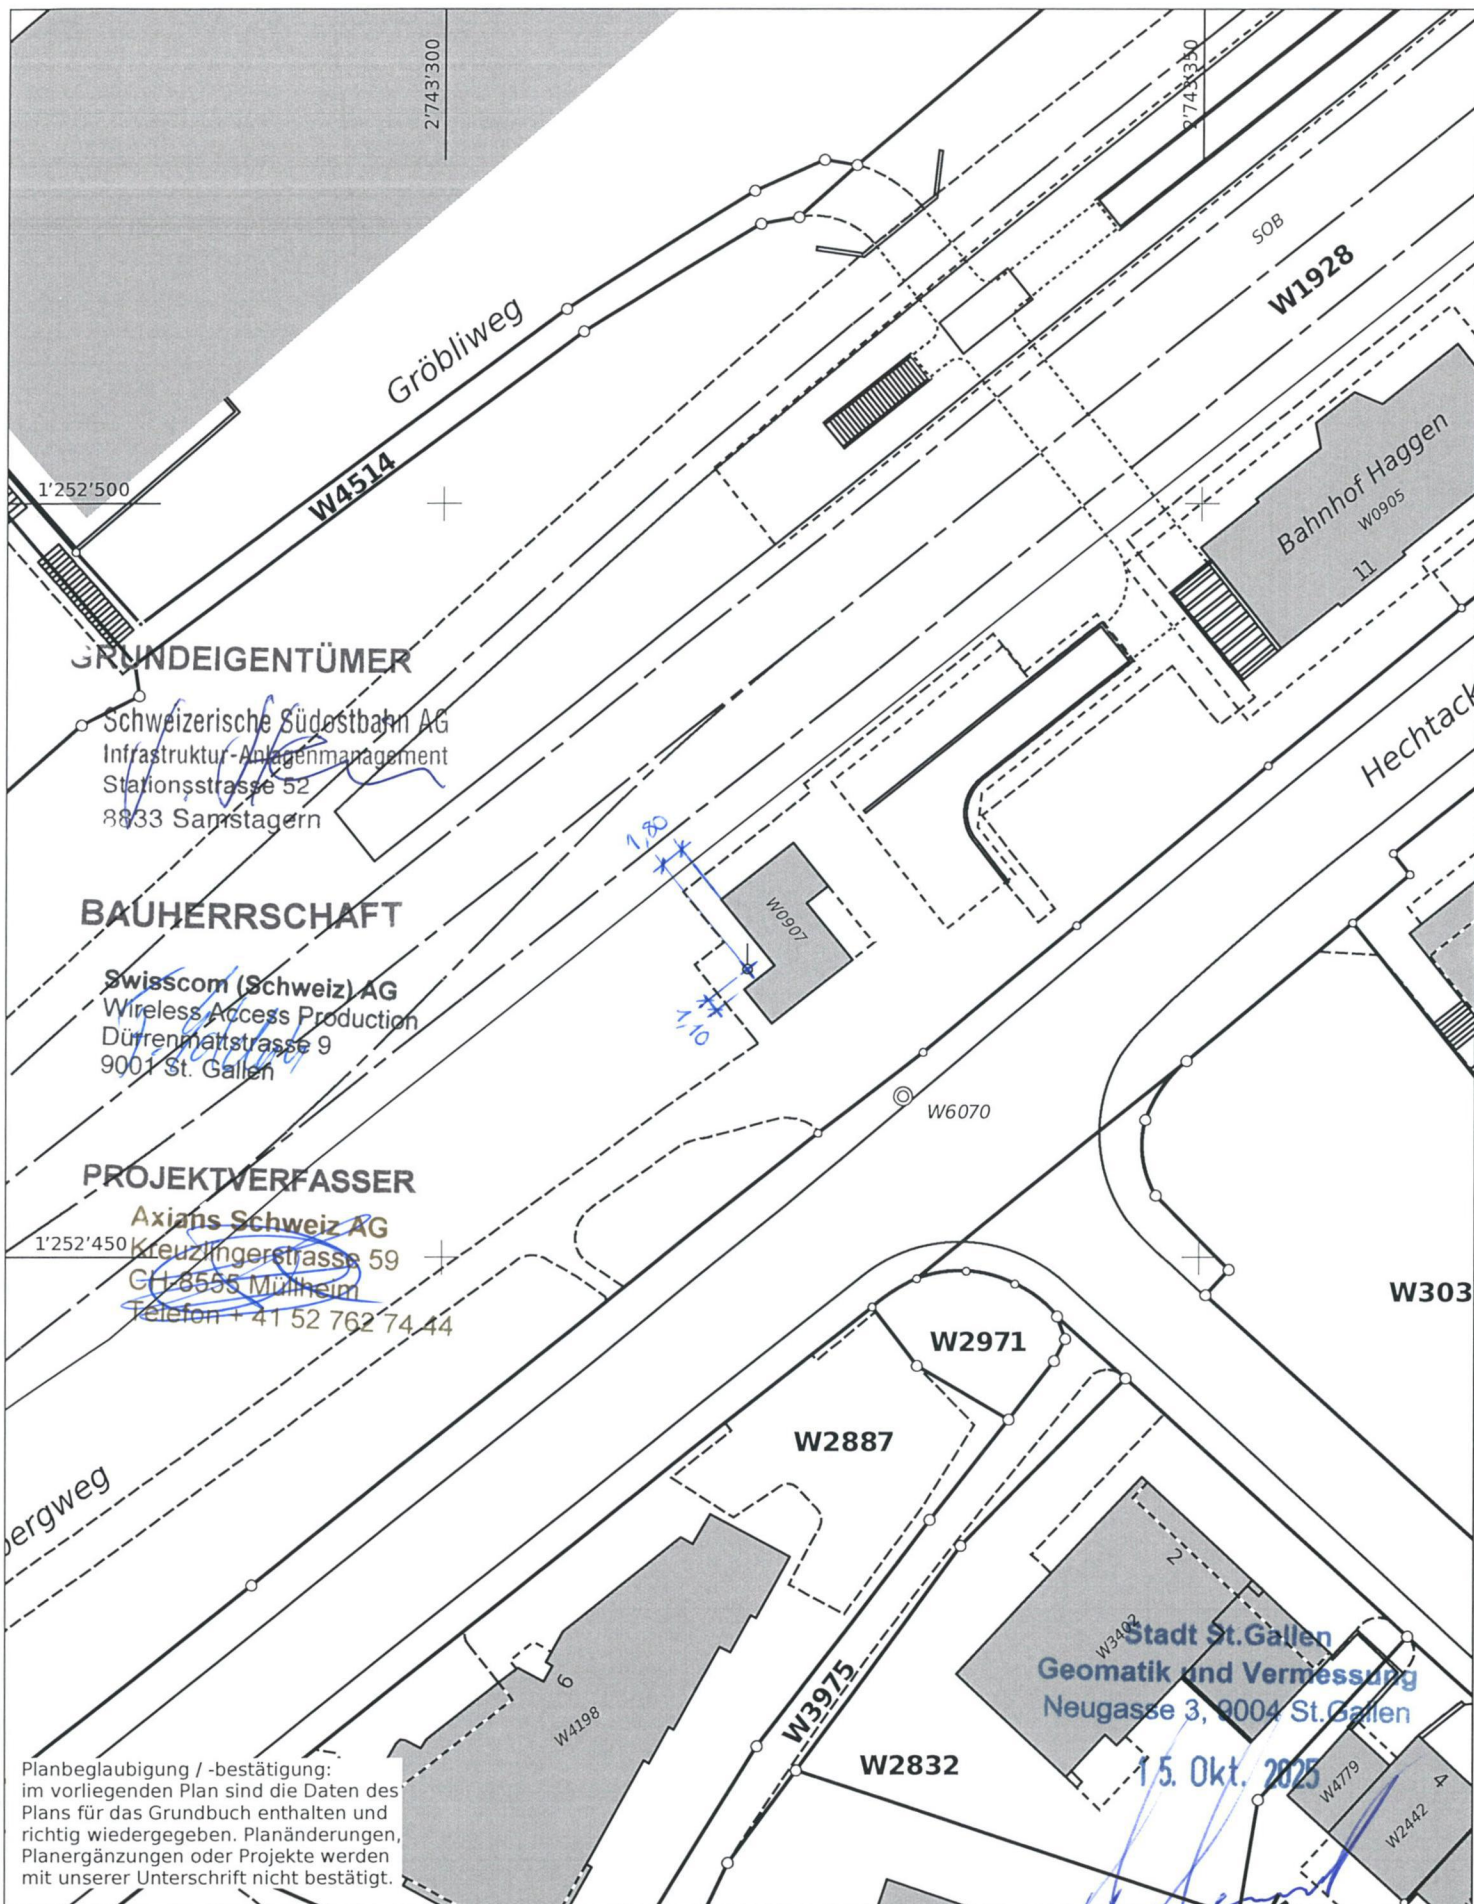 2'743'300
2'743'350
SOB
W1928
Gröbliweg
W4514
Bahnhof Haggen
W0905
11
1'252'500
GRUNDEIGENTÜMER
Schweizerische Südostbahn AG
Infrastruktur-Anlagenmanagement
Stationsstrasse 52
8833 Samstagern
Hechtack
1,80
W0907
1,10
BAUHERRSCHAFT
Swisscom (Schweiz) AG
Wireless Access Production
Dürrenmattstrasse 9
9001 St. Gallen
W6070
PROJEKTVERFASSER
Axians Schweiz AG
Kreuzlingerstrasse 59
CH-8555 Müllheim
Telefon + 41 52 762 74 44
1'252'450
W303
W2971
W2887
bergweg
2
W3402
6
W4198
W3975
W2832
Stadt St.Gallen
Geomatik und Vermessung
Neugasse 3, 9004 St.Gallen
15. Okt. 2025
W4779
4
W2442
Planbeglaubigung / -bestätigung:
im vorliegenden Plan sind die Daten des
Plans für das Grundbuch enthalten und
richtig wiedergegeben. Planänderungen,
Planergänzungen oder Projekte werden
mit unserer Unterschrift nicht bestätigt.